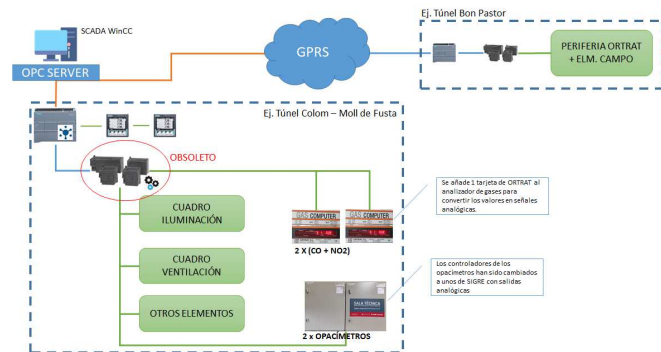 Ej. Túnel Bon Pastor
SCADA WinCC
GPRS
PERIFERIA ORTRAT
+ ELM. CAMPO
OPC SERVER
Ej. Túnel Colom – Moll de Fusta
OBSOLETO
Se añade 1 tarjeta de ORTRAT al
analizador de gases para
convertir los valores en señales
analógicas.
CUADRO
ILUMINACIÓN
GAS COMPUTER
GAS COMPUTER
2 X (CO + NO2)
CUADRO
VENTILACIÓN
Los controladores de los
opacímetros han sido cambiados
a unos de SIGRE con salidas
analógicas
OTROS ELEMENTOS
SALA TÉCNICA
2 x OPACÍMETROS